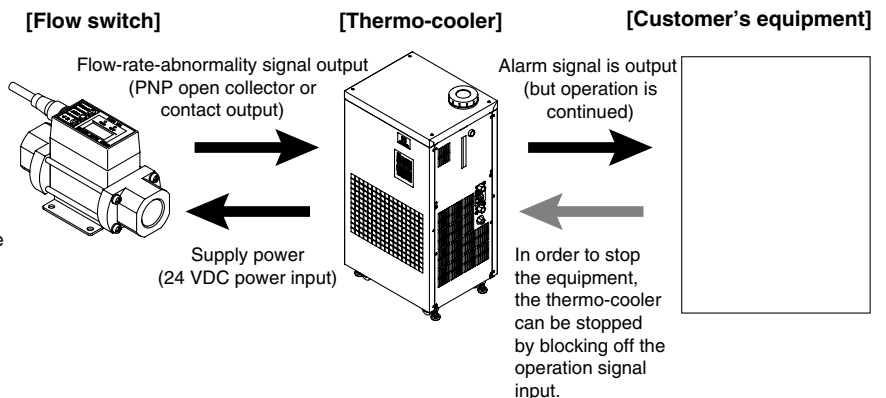 [Flow switch]
[Thermo-cooler]
[Customer's equipment]
Flow-rate-abnormality signal output
(PNP open collector or
contact output)
Alarm signal is output
(but operation is
continued)
e
Supply power
(24 VDC power input)
In order to stop
the equipment,
the thermo-cooler
can be stopped
by blocking off the
operation signal
input.